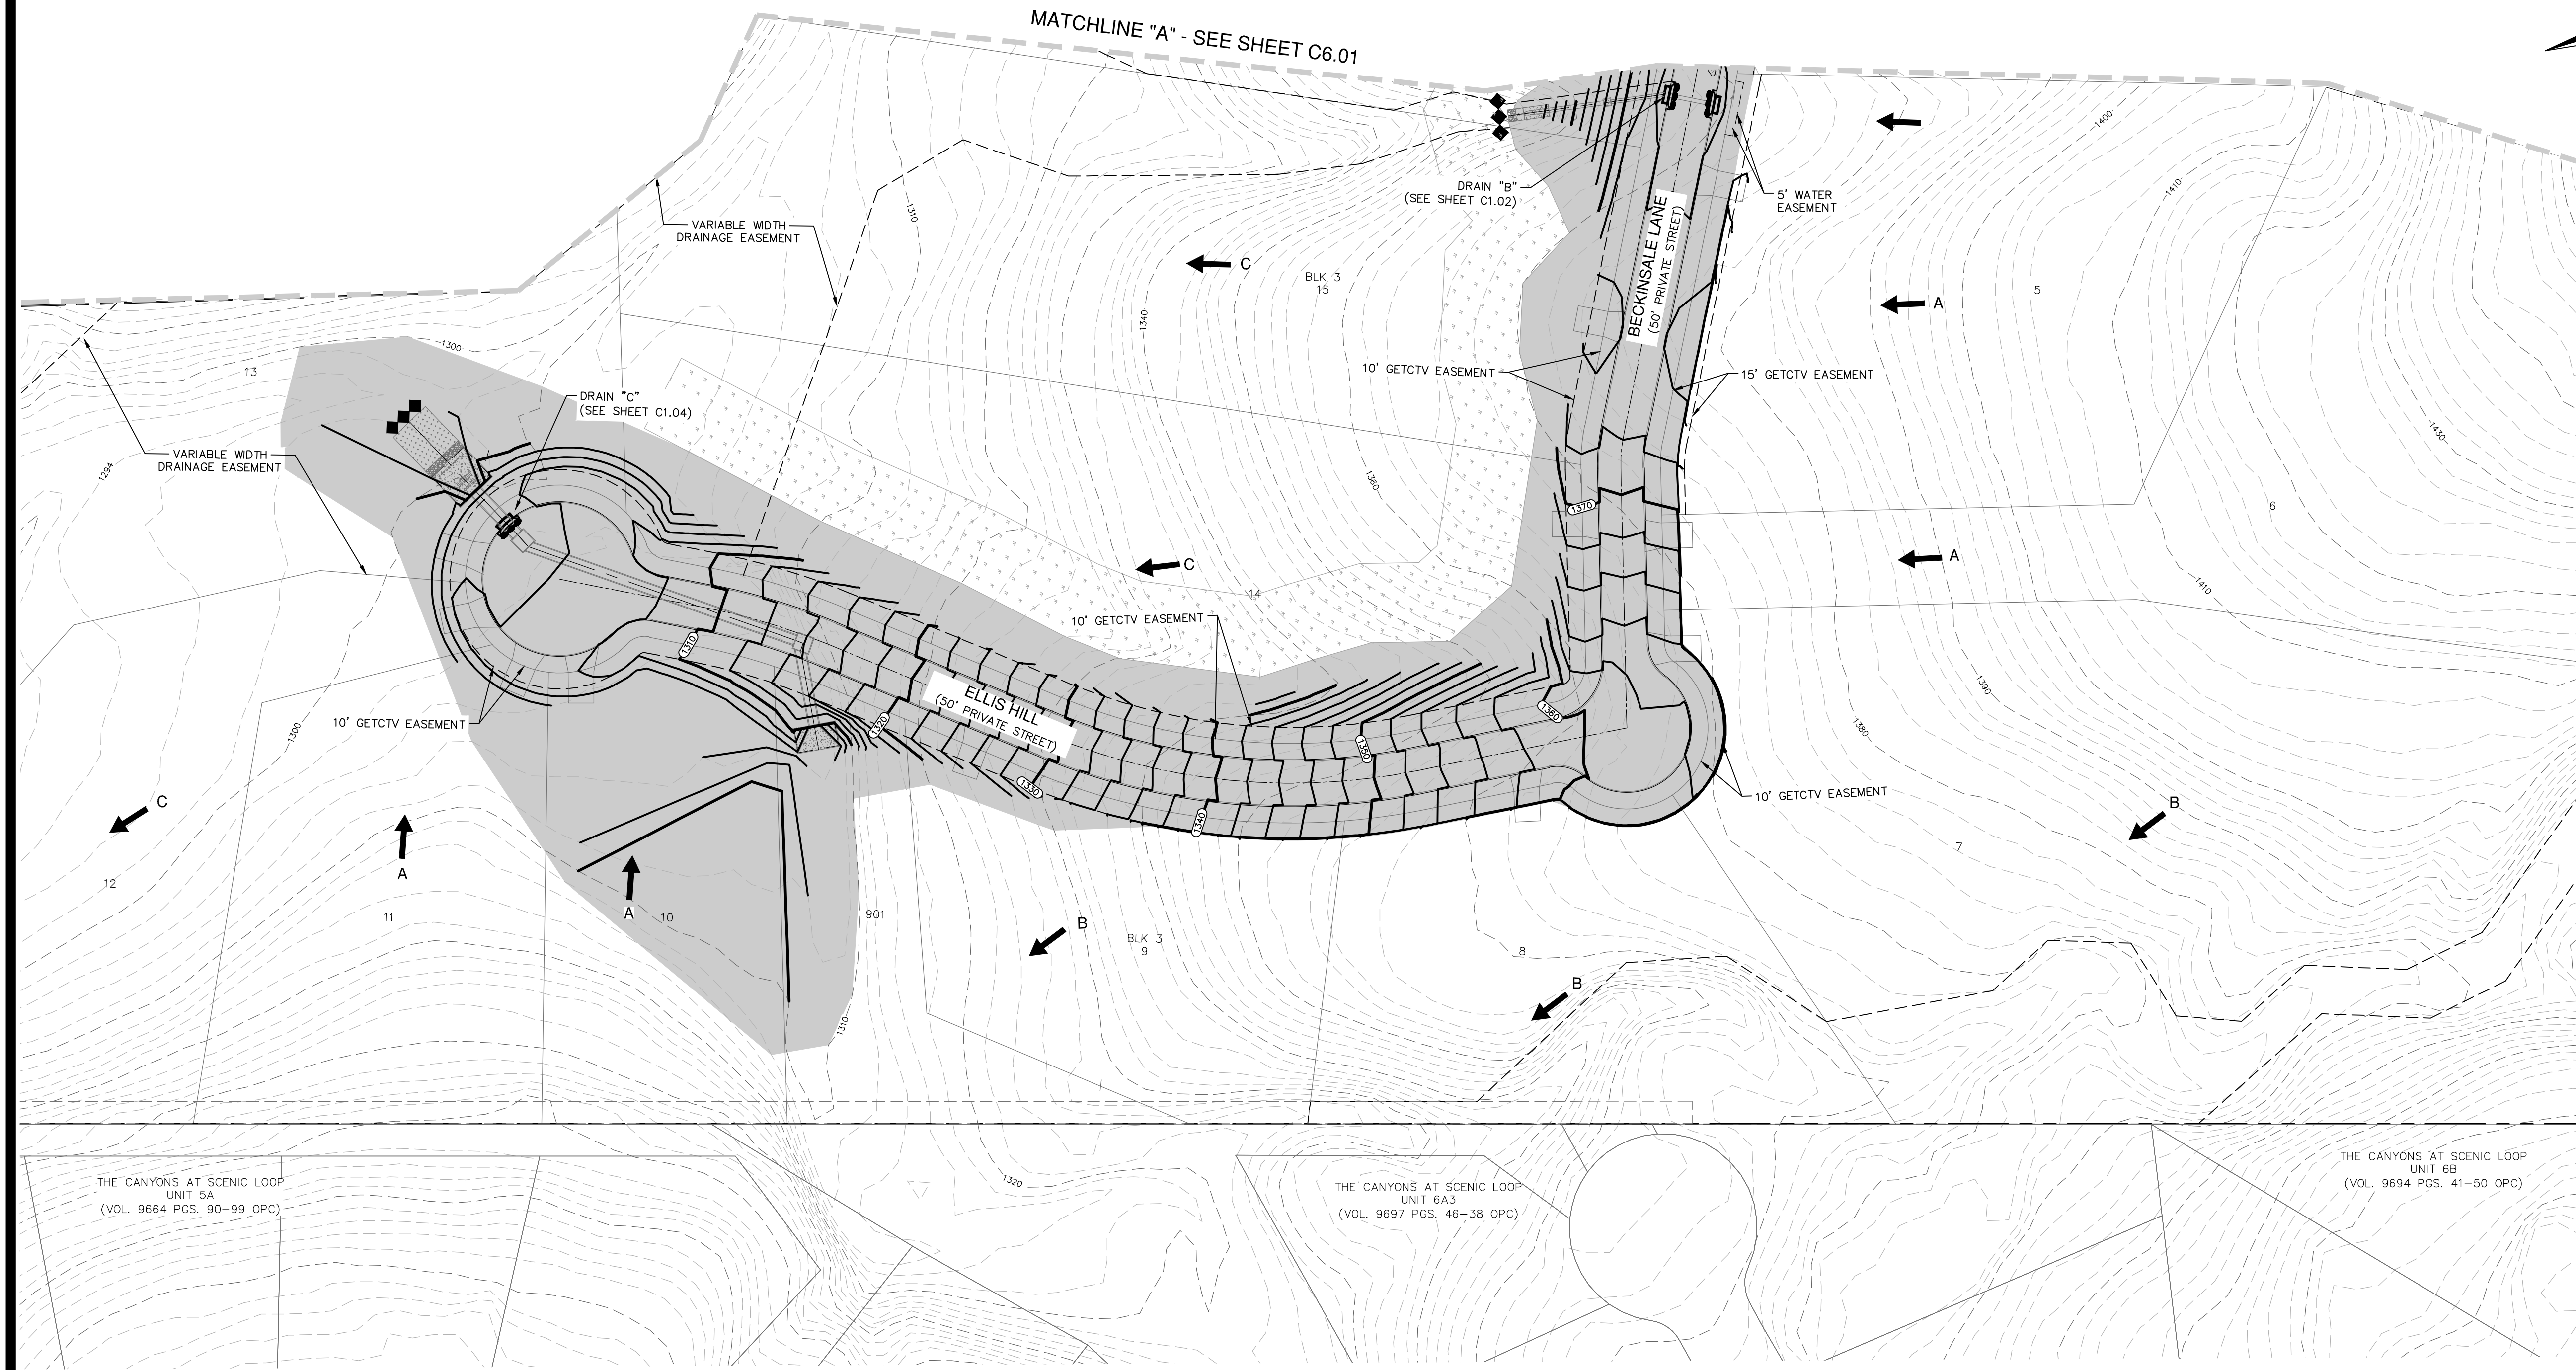 MATCHLINE "A" - SEE SHEET C6.01
1400
1410
DRAIN "B"
(SEE SHEET C1.02)
5' WATER
EASEMENT
VARIABLE WIDTH
DRAINAGE EASEMENT
1310
BECKINSALE LANE
(50' PRIVATE STREET)
C
BLK 3
15
5
A
1340
1300
13
10' GETCTV EASEMENT
15' GETCTV EASEMENT
DRAIN "C"
(SEE SHEET C1.04)
1430
VARIABLE WIDTH
DRAINAGE EASEMENT
1294
1360
1370
6
A
C
14
1410
10' GETCTV EASEMENT
1310
1390
ELLIS HILL
(50' PRIVATE STREET)
1360
10' GETCTV EASEMENT
1300
1320
1350
1380
1330
10' GETCTV EASEMENT
1340
C
B
7
A
12
11
A
10
901
B
BLK 3
9
8
B
1310
1320
THE CANYONS AT SCENIC LOOP
UNIT 5A
(VOL. 9664 PGS. 90-99 OPC)
THE CANYONS AT SCENIC LOOP
UNIT 6A3
(VOL. 9697 PGS. 46-38 OPC)
THE CANYONS AT SCENIC LOOP
UNIT 6B
(VOL. 9694 PGS. 41-50 OPC)